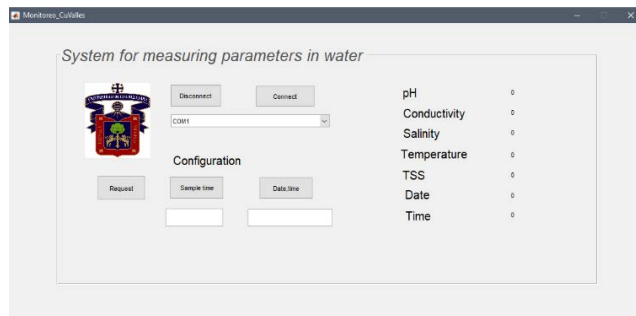 Monitoreo_CuValles
System for measuring parameters in water
Disconnect
Connect
COM1
Configuration
Request
Sample time
Date,time
pH 0
Conductivity 0
Salinity 0
Temperature 0
TSS 0
Date 0
Time 0